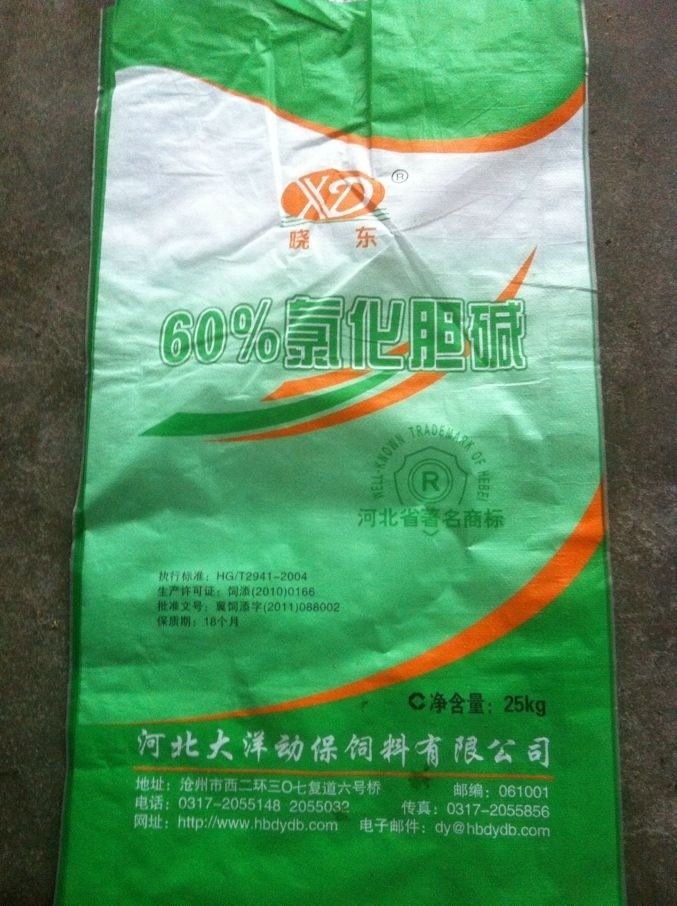 XD ®
晓东
60%氯化胆碱
WELL-KNOWN TRADEMARK OF HEBEI
R
河北省著名商标
执行标准：HG/T2941-2004
生产许可证：饲添(2010)0166
批准文号：冀饲添字(2011)088002
保质期：18个月
净含量：25kg
河北大洋动保饲料有限公司
地址：沧州市西二环三〇七复道六号桥 邮编：061001
电话：0317-2055148 2055032 传真：0317-2055856
网址：http://www.hbdydb.com 电子邮件：dy@hbdydb.com